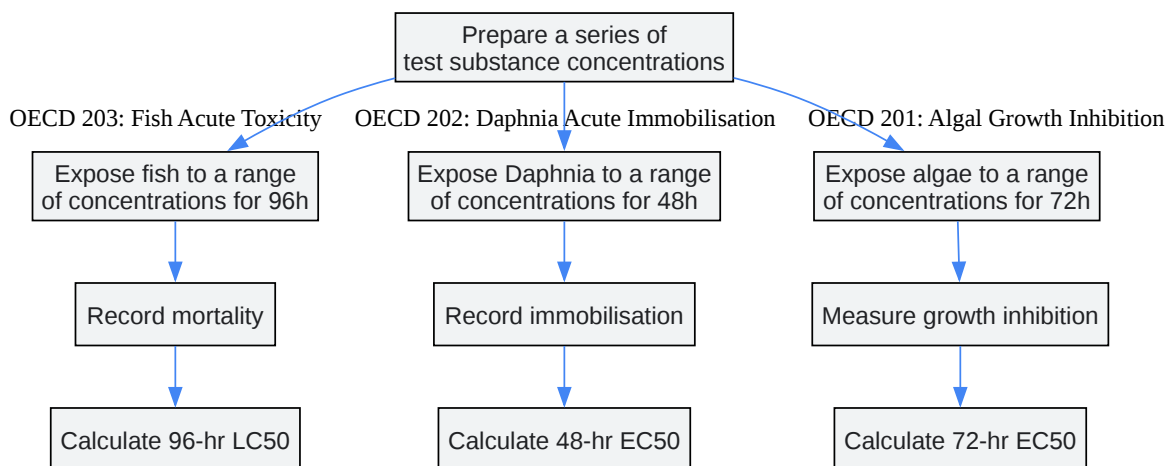 Prepare a series of
test substance concentrations
OECD 203: Fish Acute Toxicity
OECD 202: Daphnia Acute Immobilisation
OECD 201: Algal Growth Inhibition
Expose fish to a range
of concentrations for 96h
Expose Daphnia to a range
of concentrations for 48h
Expose algae to a range
of concentrations for 72h
Record mortality
Record immobilisation
Measure growth inhibition
Calculate 96-hr LC50
Calculate 48-hr EC50
Calculate 72-hr EC50